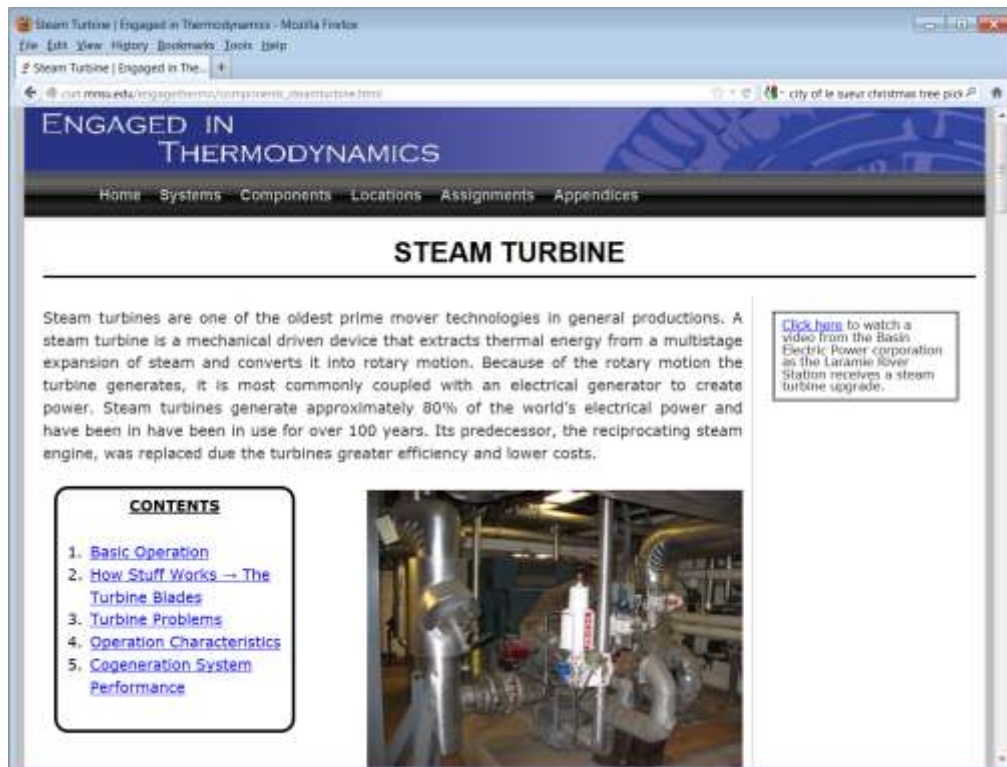 Steam Turbine | Engaged in Thermodynamics - Mozilla Firefox
File Edit View History Bookmarks Tools Help
Steam Turbine | Engaged in The... +
cset.mnsu.edu/engagethermo/components_steamturbine.html
city of le sueur christmas tree pick
ENGAGED IN
THERMODYNAMICS
Home Systems Components Locations Assignments Appendices
STEAM TURBINE
Steam turbines are one of the oldest prime mover technologies in general productions. A
steam turbine is a mechanical driven device that extracts thermal energy from a multistage
expansion of steam and converts it into rotary motion. Because of the rotary motion the
turbine generates, it is most commonly coupled with an electrical generator to create
power. Steam turbines generate approximately 80% of the world's electrical power and
have been in have been in use for over 100 years. Its predecessor, the reciprocating steam
engine, was replaced due the turbines greater efficiency and lower costs.
Click here to watch a
video from the Basin
Electric Power corporation
as the Laramie River
Station receives a steam
turbine upgrade.
CONTENTS
1. Basic Operation
2. How Stuff Works → The
Turbine Blades
3. Turbine Problems
4. Operation Characteristics
5. Cogeneration System
Performance